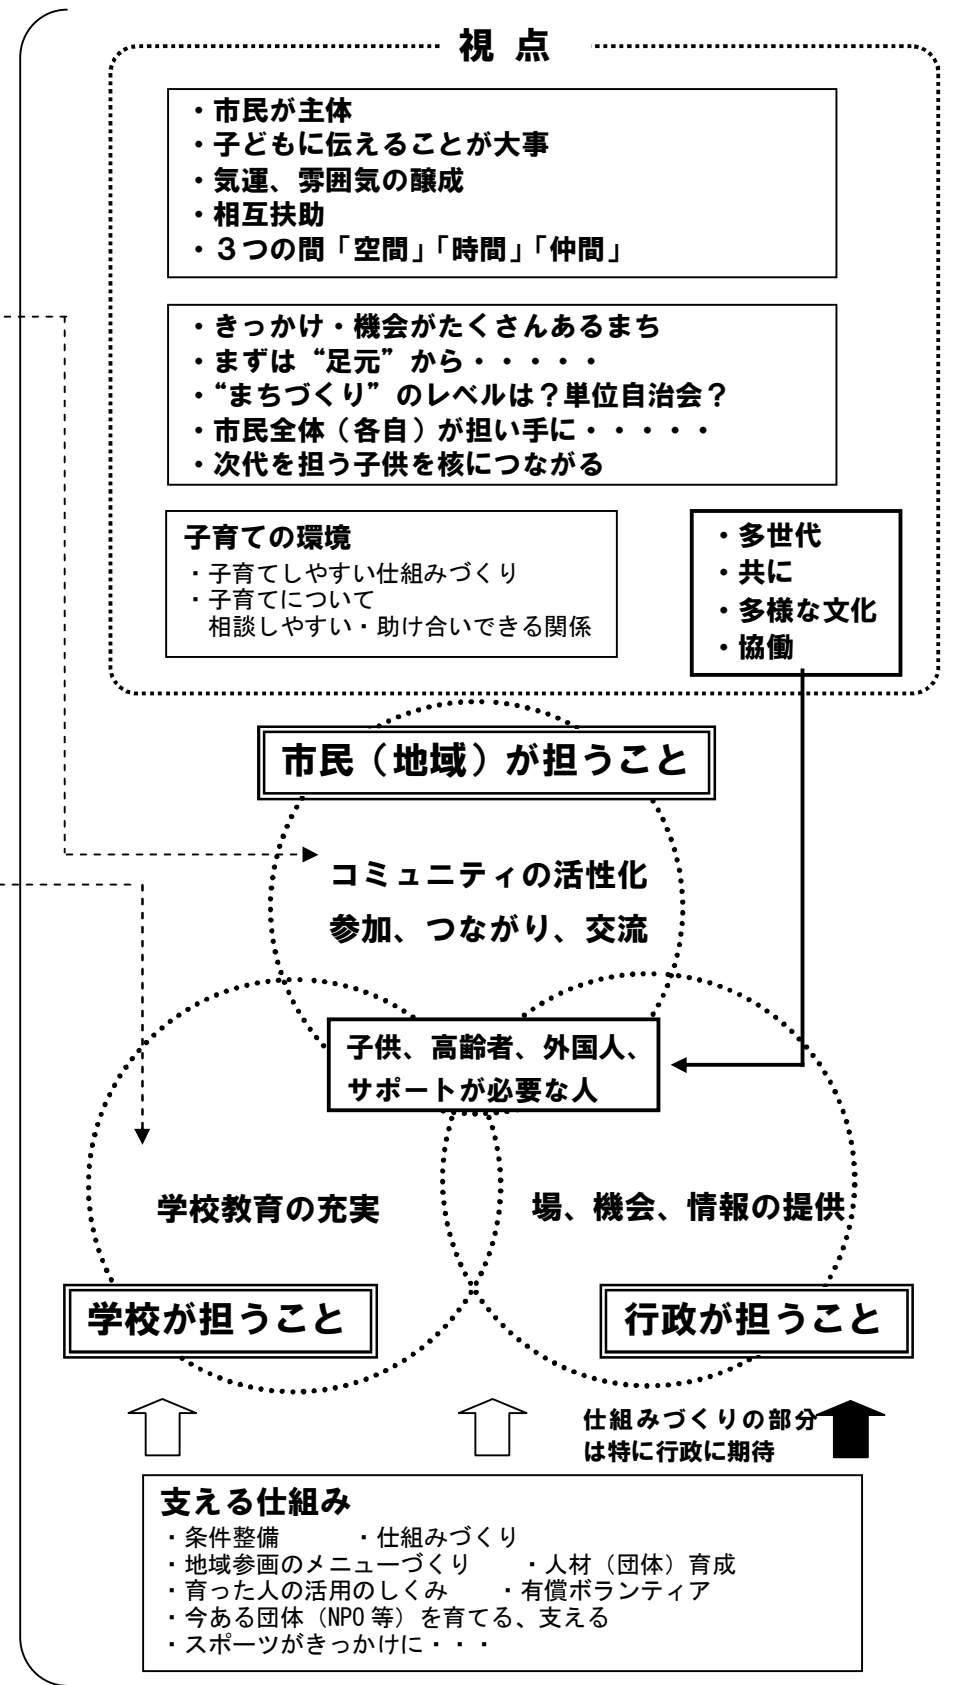 視 点
・市民が主体
・子どもに伝えることが大事
・気運、雰囲気の醸成
・相互扶助
・３つの間「空間」「時間」「仲間」
・きっかけ・機会がたくさんあるまち
・まずは“足元”から・・・・・
・“まちづくり”のレベルは？単位自治会？
・市民全体（各自）が担い手に・・・・・
・次代を担う子供を核につながる
子育ての環境
・子育てしやすい仕組みづくり
・子育てについて
相談しやすい・助け合いできる関係
・多世代
・共に
・多様な文化
・協働
市民（地域）が担うこと
コミュニティの活性化
参加、つながり、交流
子供、高齢者、外国人、
サポートが必要な人
学校教育の充実
場、機会、情報の提供
学校が担うこと
行政が担うこと
仕組みづくりの部分
は特に行政に期待
支える仕組み
・条件整備　　　・仕組みづくり
・地域参画のメニューづくり　　・人材（団体）育成
・育った人の活用のしくみ　　・有償ボランティア
・今ある団体（NPO 等）を育てる、支える
・スポーツがきっかけに・・・